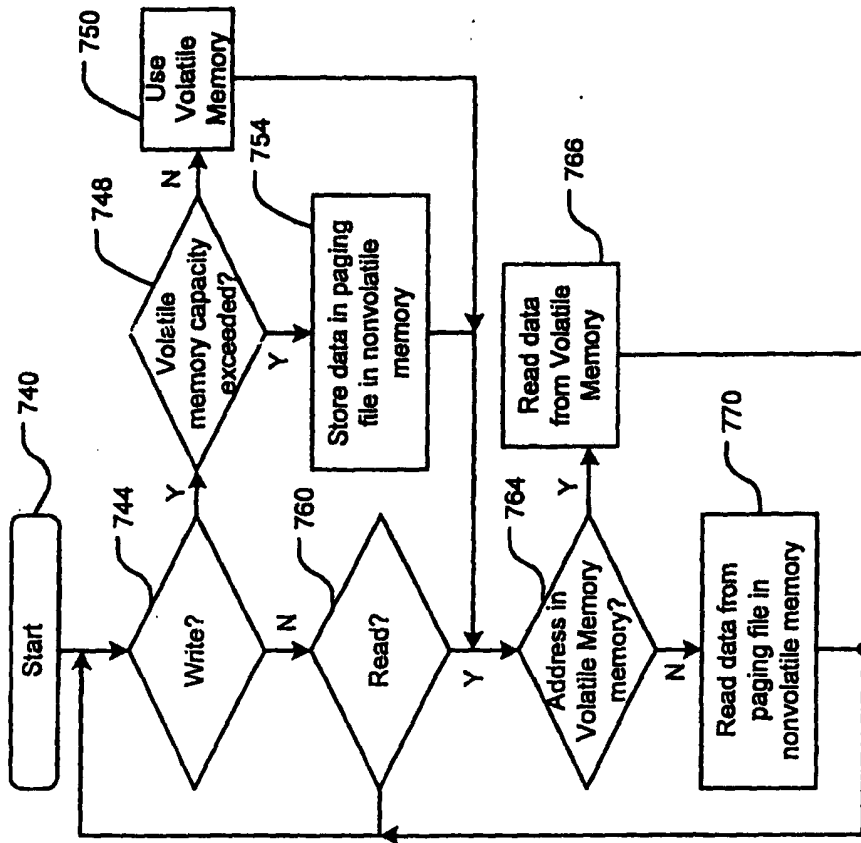 Start
740
Write?
744
Y
N
Volatile
memory capacity
exceeded?
748
N
Y
Use
Volatile
Memory
750
Store data in paging
file in nonvolatile
memory
754
Read?
760
Y
Address in
Volatile Memory
memory?
764
Y
N
Read data
from Volatile
Memory
766
Read data from
paging file in
nonvolatile memory
770